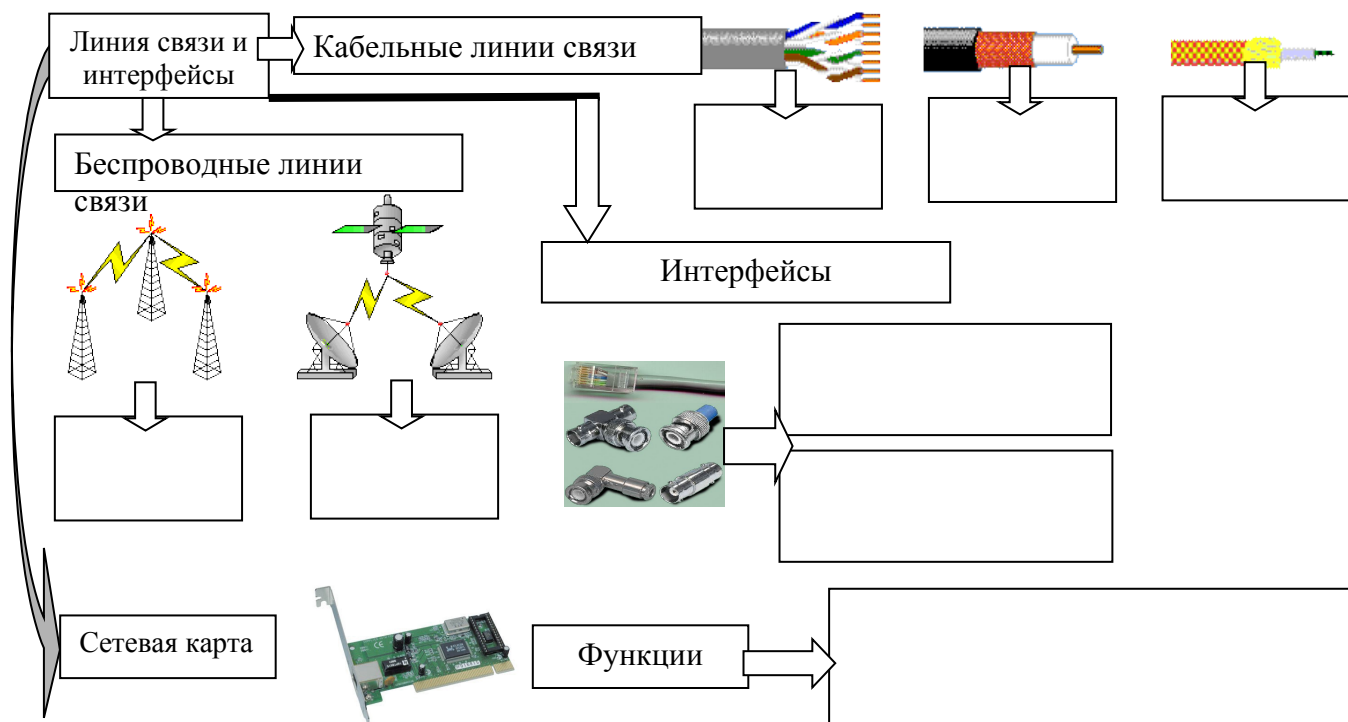 Линия связи и
интерфейсы
Кабельные линии связи
Беспроводные линии
связи
Интерфейсы
Сетевая карта
Функции